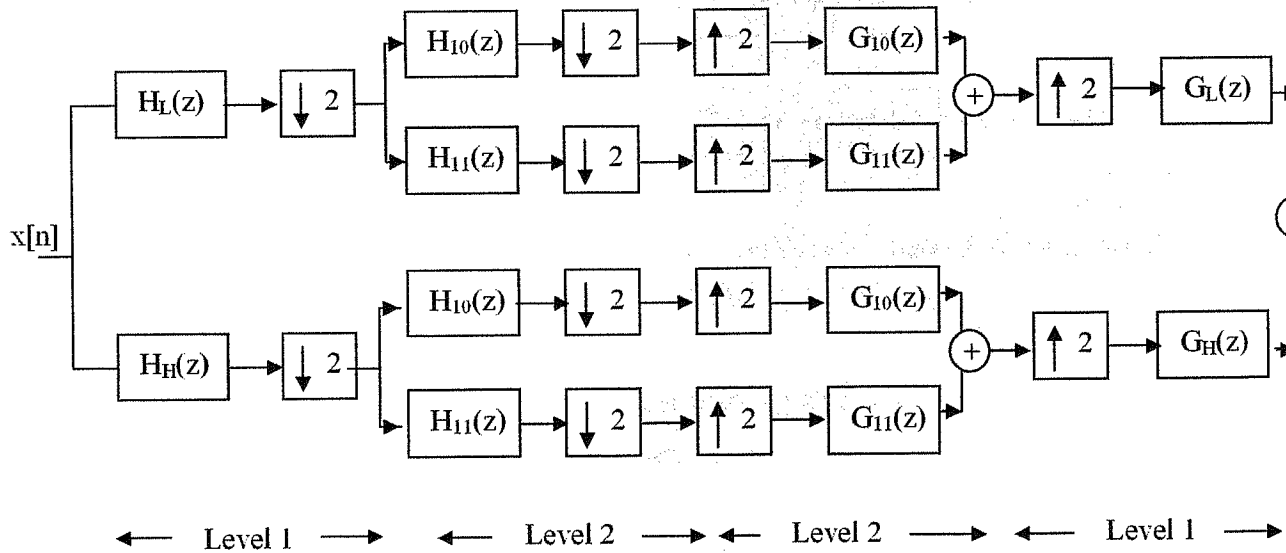 H10(z) ↓ 2 ↑ 2 G10(z)
HL(z) ↓ 2 + ↑ 2 GL(z)
H11(z) ↓ 2 ↑ 2 G11(z)
x[n]
H10(z) ↓ 2 ↑ 2 G10(z)
HH(z) ↓ 2 + ↑ 2 GH(z)
H11(z) ↓ 2 ↑ 2 G11(z)
Level 1 Level 2 Level 2 Level 1